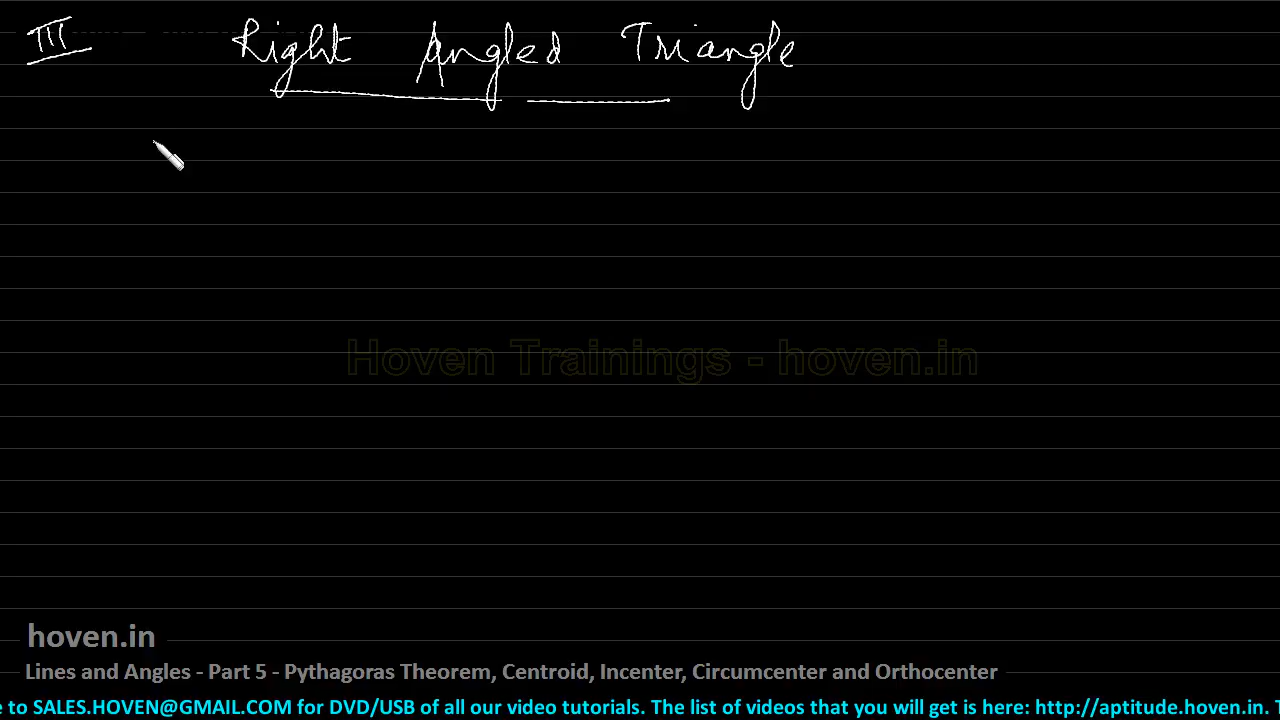 III Right Angled Triangle
Hoven Trainings - hoven.in
hoven.in
Lines and Angles - Part 5 - Pythagoras Theorem, Centroid, Incenter, Circumcenter and Orthocenter
e to SALES.HOVEN@GMAIL.COM for DVD/USB of all our video tutorials. The list of videos that you will get is here: http://aptitude.hoven.in. T